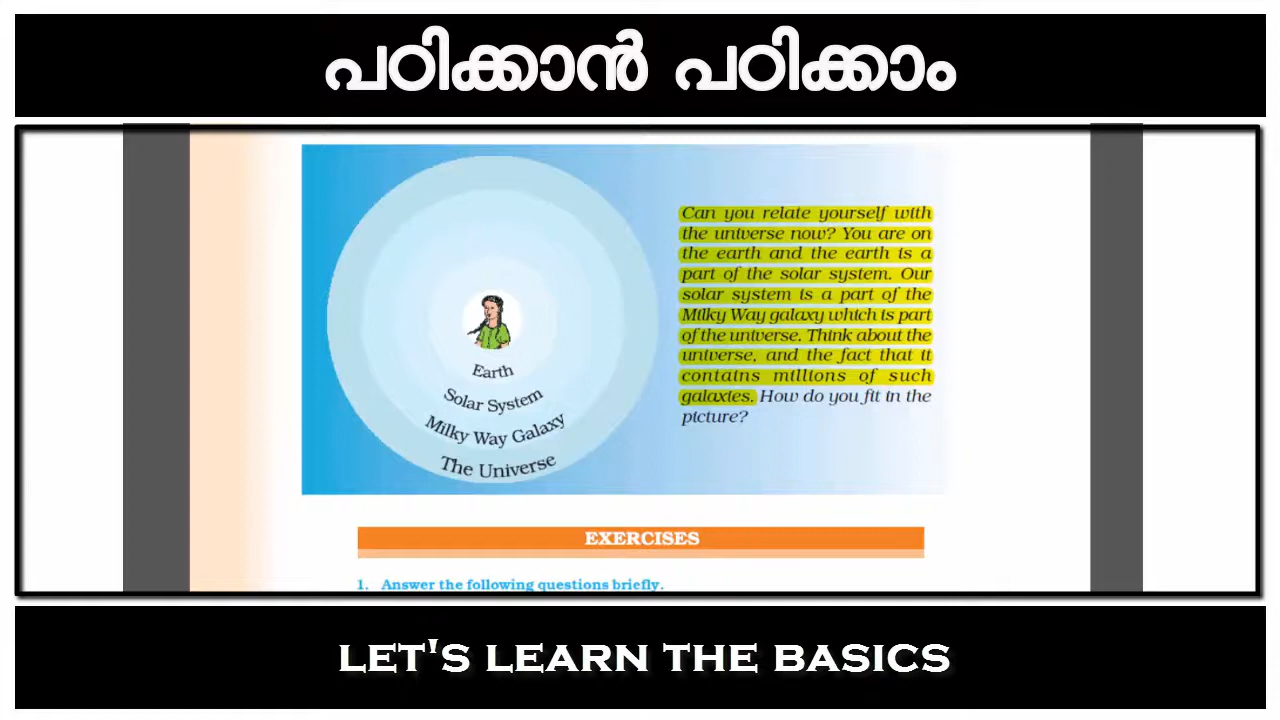 പഠിക്കാൻ പഠിക്കാം
Can you relate yourself with
the universe now? You are on
the earth and the earth is a
part of the solar system. Our
solar system is a part of the
Milky Way galaxy which is part
of the universe. Think about the
universe, and the fact that it
contains millions of such
galaxies. How do you fit in the
picture?
Earth
Solar System
Milky Way Galaxy
The Universe
EXERCISES
1. Answer the following questions briefly.
LET'S LEARN THE BASICS